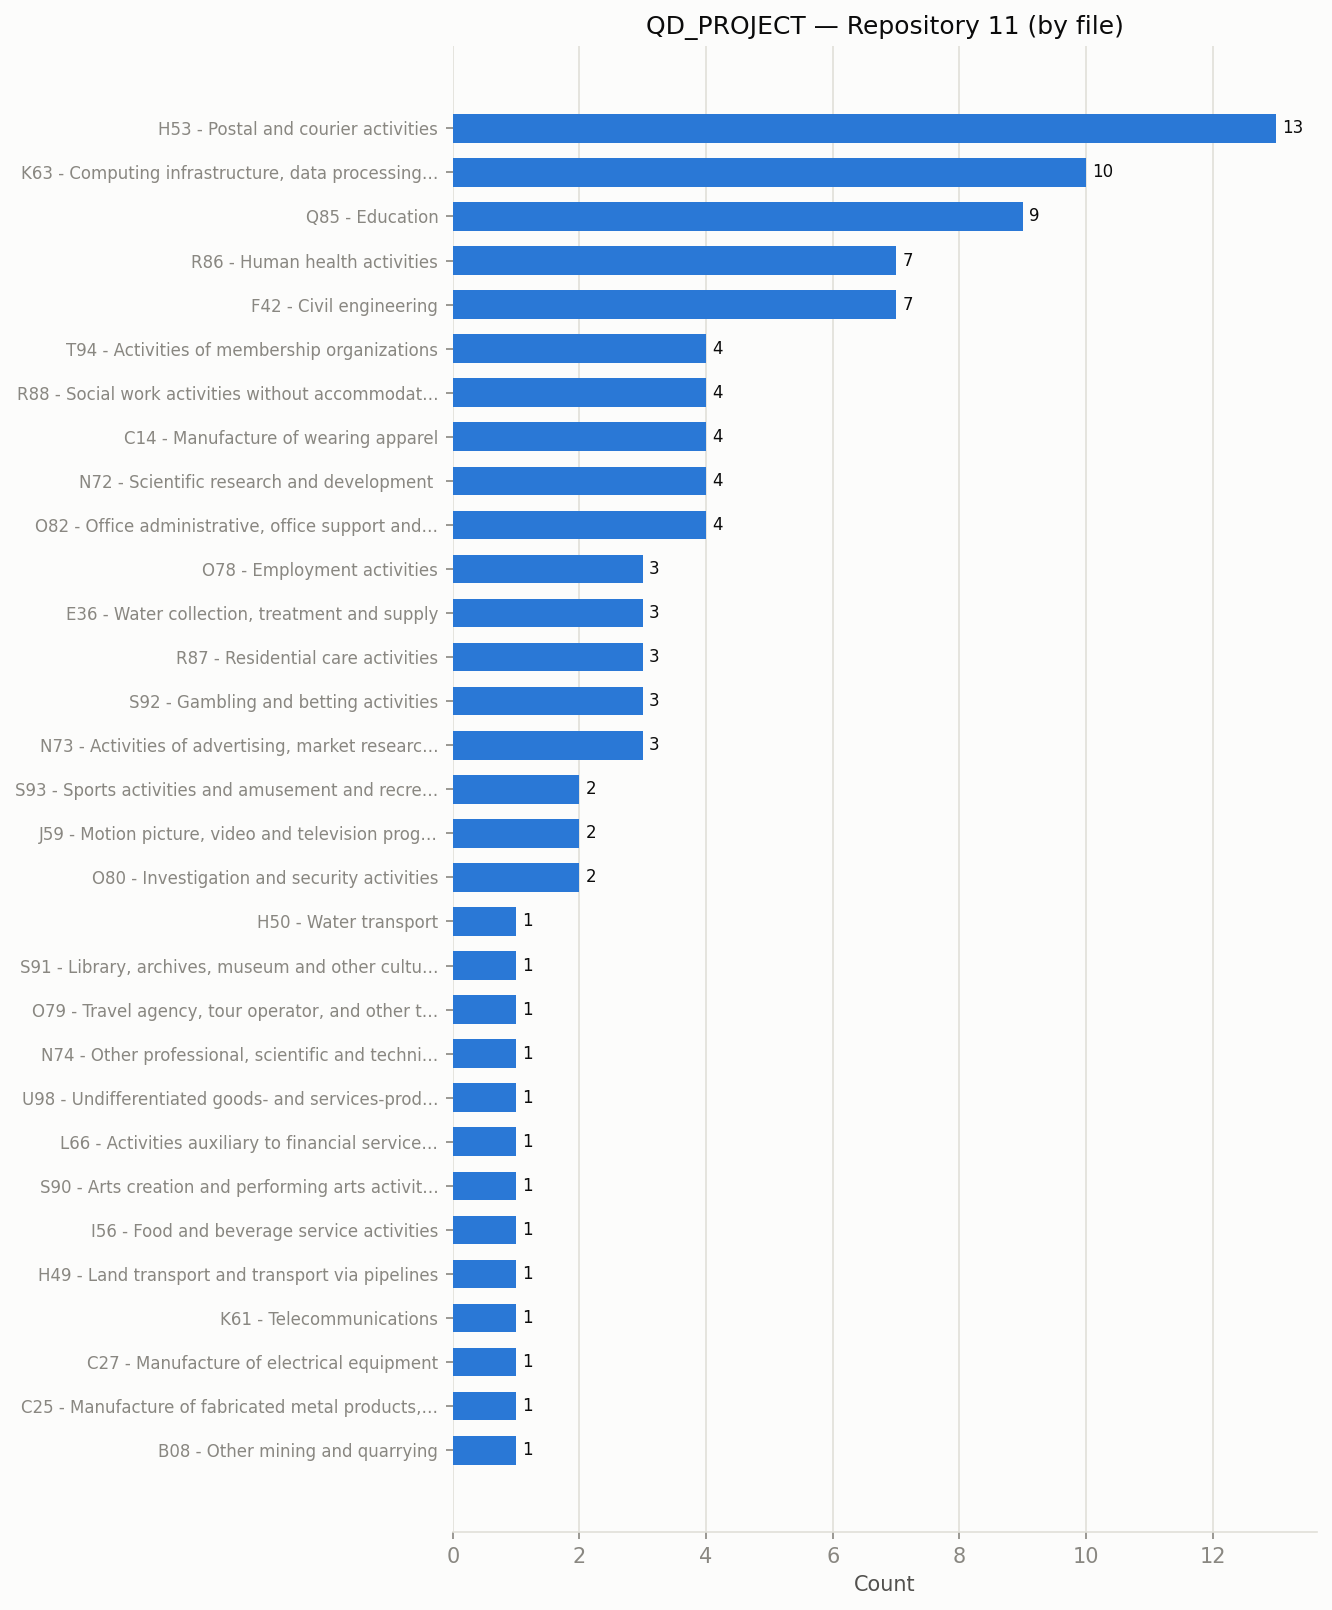 QD_PROJECT — Repository 11 (by file)
H53 - Postal and courier activities 13
K63 - Computing infrastructure, data processing… 10
Q85 - Education 9
R86 - Human health activities 7
F42 - Civil engineering 7
T94 - Activities of membership organizations 4
R88 - Social work activities without accommodat… 4
C14 - Manufacture of wearing apparel 4
N72 - Scientific research and development 4
O82 - Office administrative, office support and… 4
O78 - Employment activities 3
E36 - Water collection, treatment and supply 3
R87 - Residential care activities 3
S92 - Gambling and betting activities 3
N73 - Activities of advertising, market researc… 3
S93 - Sports activities and amusement and recre… 2
J59 - Motion picture, video and television prog… 2
O80 - Investigation and security activities 2
H50 - Water transport 1
S91 - Library, archives, museum and other cultu… 1
O79 - Travel agency, tour operator, and other t… 1
N74 - Other professional, scientific and techni… 1
U98 - Undifferentiated goods- and services-prod… 1
L66 - Activities auxiliary to financial service… 1
S90 - Arts creation and performing arts activit… 1
I56 - Food and beverage service activities 1
H49 - Land transport and transport via pipelines 1
K61 - Telecommunications 1
C27 - Manufacture of electrical equipment 1
C25 - Manufacture of fabricated metal products,… 1
B08 - Other mining and quarrying 1
0 2 4 6 8 10 12
Count